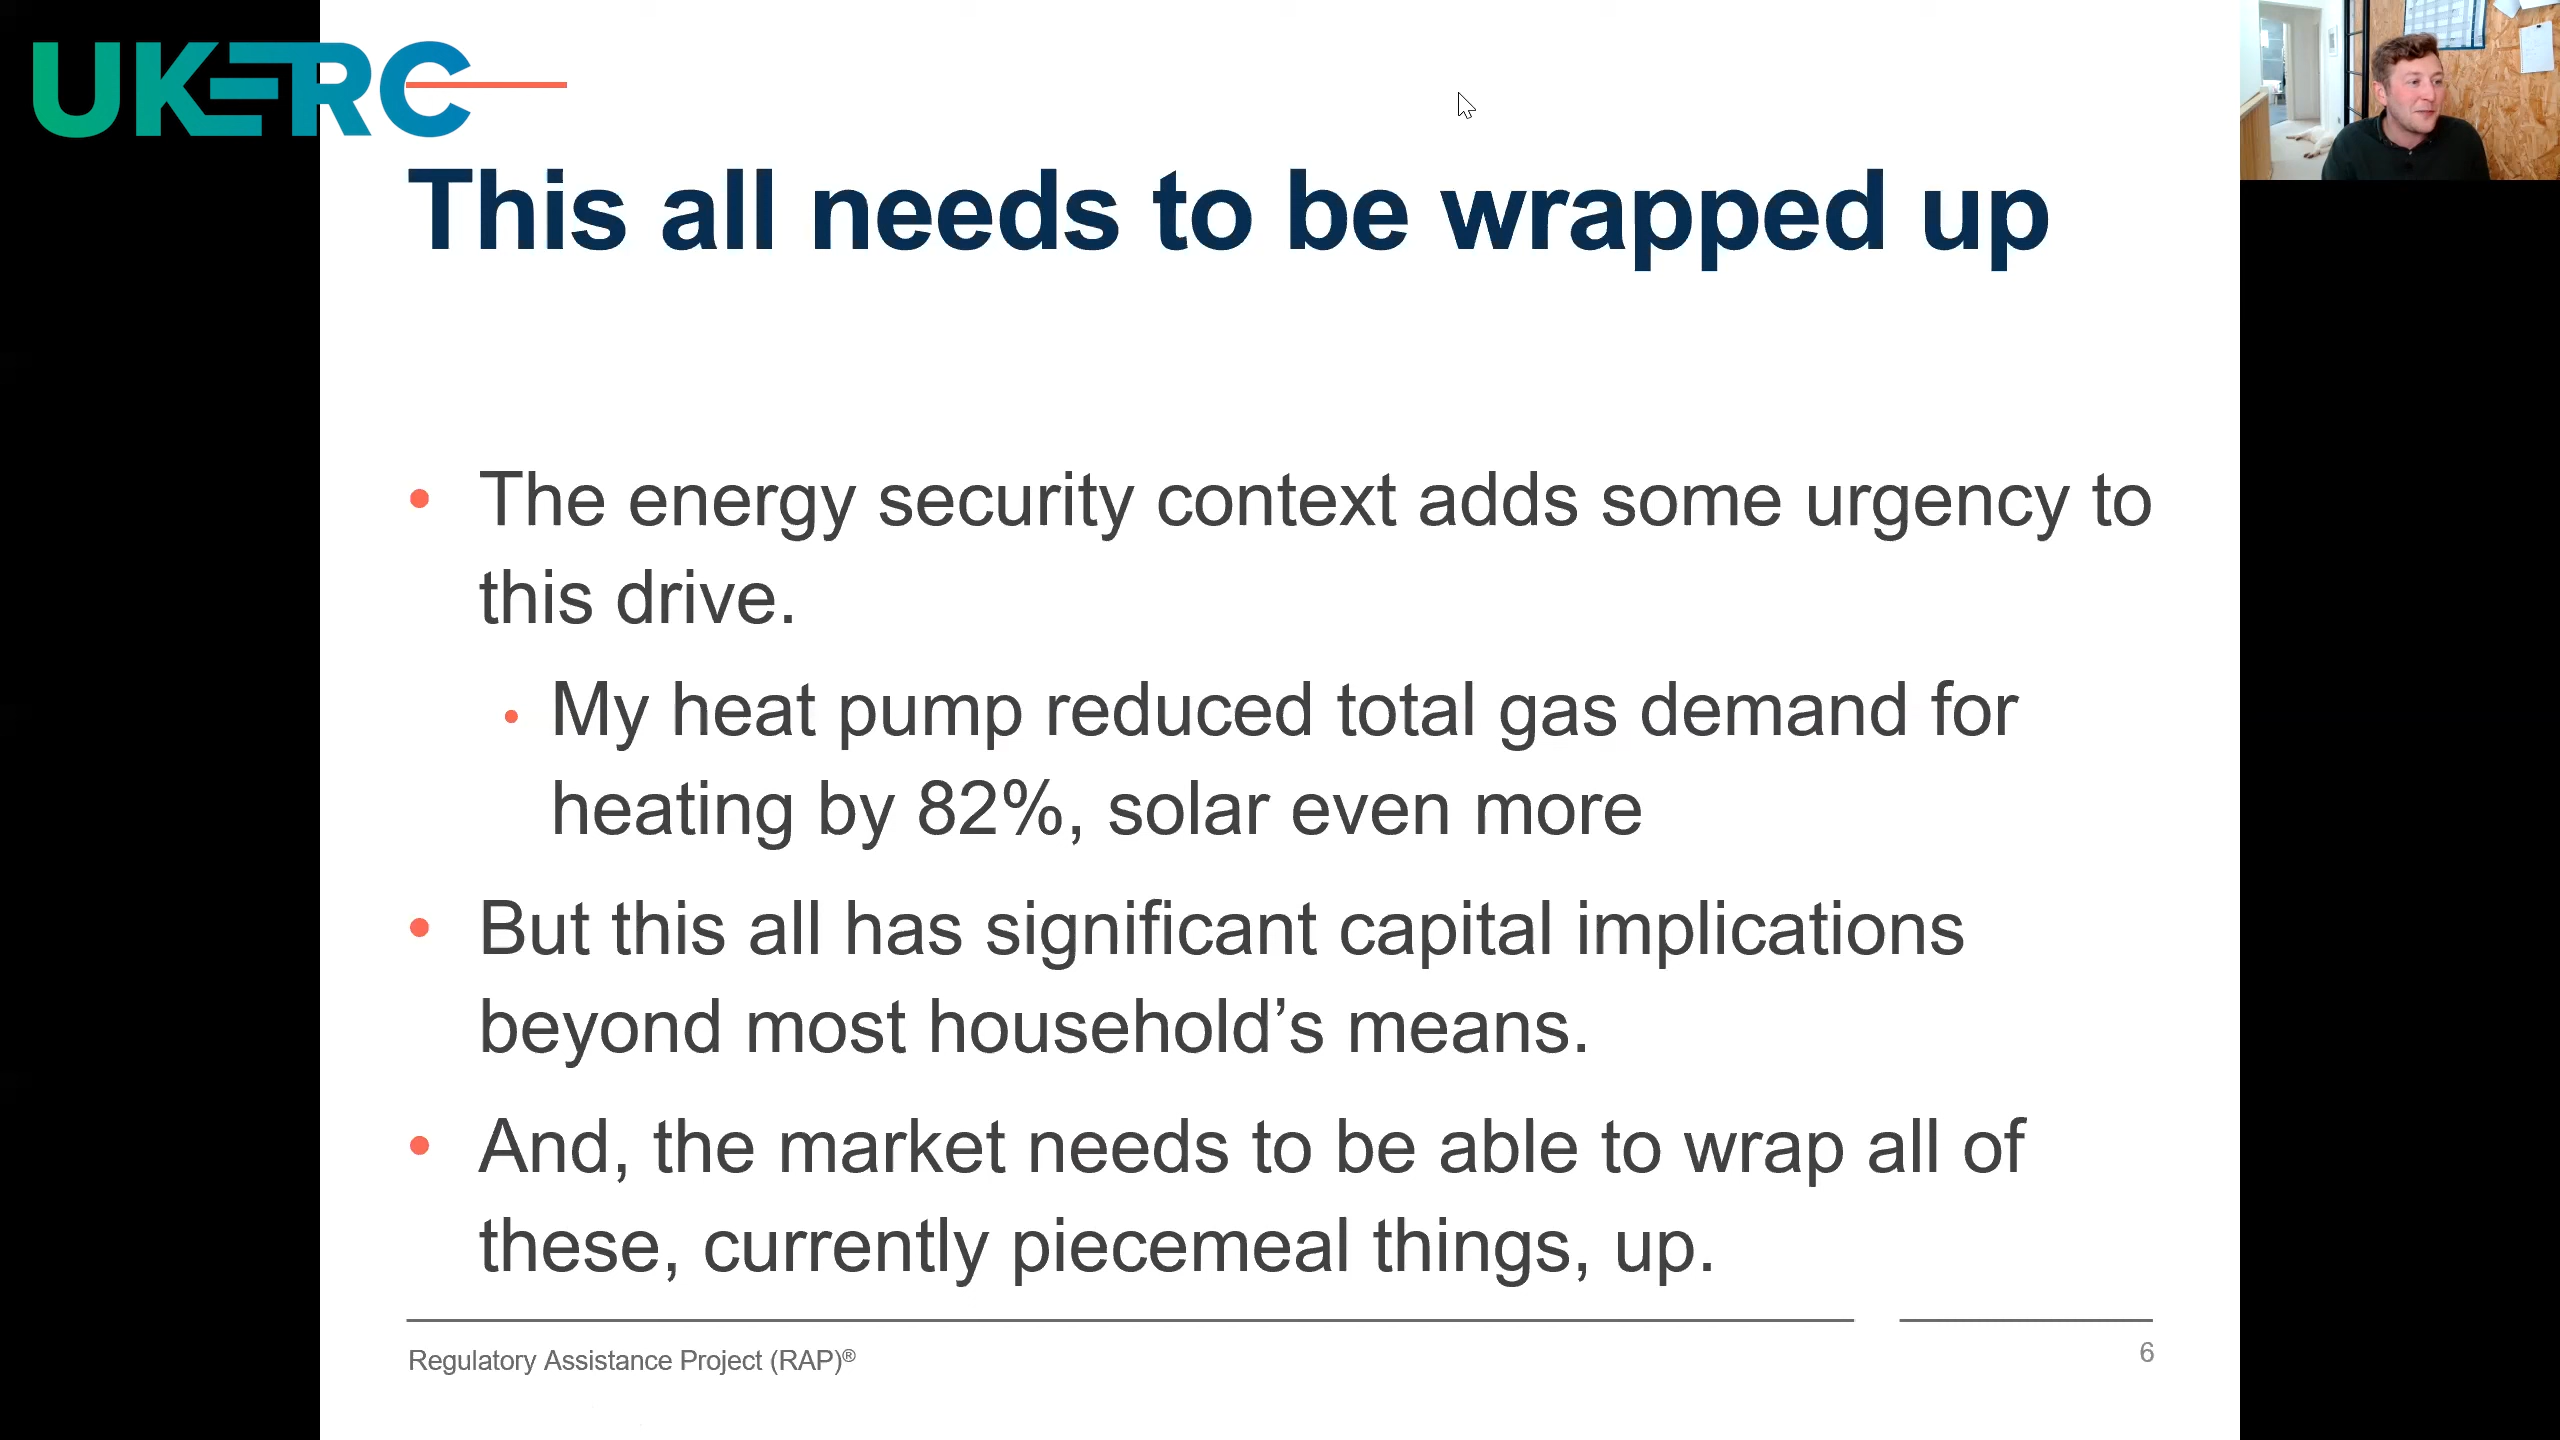 UKERC
This all needs to be wrapped up
• The energy security context adds some urgency to
this drive.
• My heat pump reduced total gas demand for
heating by 82%, solar even more
• But this all has significant capital implications
beyond most household’s means.
• And, the market needs to be able to wrap all of
these, currently piecemeal things, up.
Regulatory Assistance Project (RAP)®
6